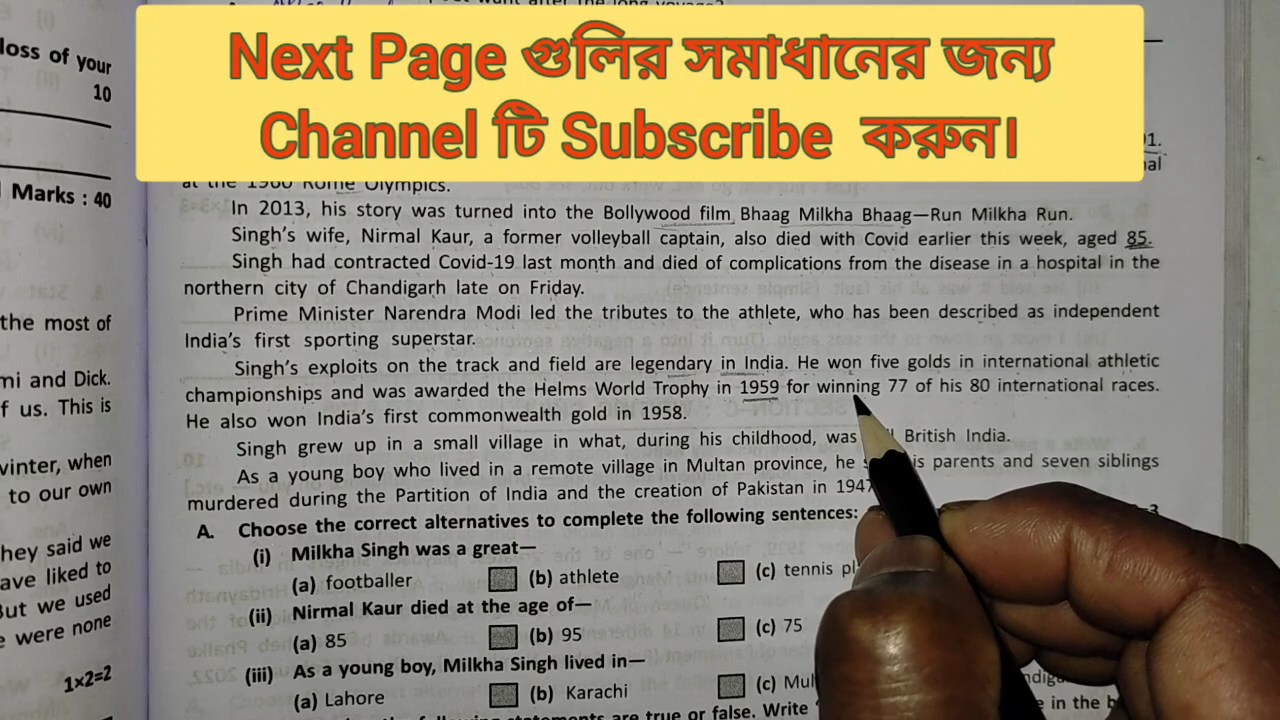 Next Page গুলির সমাধানের জন্য
Channel টি Subscribe করুন।
loss of your
10
Marks : 40
the most of
mi and Dick.
f us. This is
winter, when
to our own
hey said we
ave liked to
But we used
e were none
1×2=2
1.
at the 1960 Rome Olympics.
In 2013, his story was turned into the Bollywood film Bhaag Milkha Bhaag—Run Milkha Run.
Singh's wife, Nirmal Kaur, a former volleyball captain, also died with Covid earlier this week, aged 85.
Singh had contracted Covid-19 last month and died of complications from the disease in a hospital in the
northern city of Chandigarh late on Friday.
Prime Minister Narendra Modi led the tributes to the athlete, who has been described as independent
India's first sporting superstar.
Singh's exploits on the track and field are legendary in India. He won five golds in international athletic
championships and was awarded the Helms World Trophy in 1959 for winning 77 of his 80 international races.
He also won India's first commonwealth gold in 1958.
Singh grew up in a small village in what, during his childhood, was British India.
As a young boy who lived in a remote village in Multan province, he parents and seven siblings
murdered during the Partition of India and the creation of Pakistan in 1947
A. Choose the correct alternatives to complete the following sentences:
(i) Milkha Singh was a great—
(a) footballer (b) athlete (c) tennis pl
(ii) Nirmal Kaur died at the age of—
(a) 85 (b) 95 (c) 75
(iii) As a young boy, Milkha Singh lived in—
(a) Lahore (b) Karachi (c) Mul
statements are true or false. Write